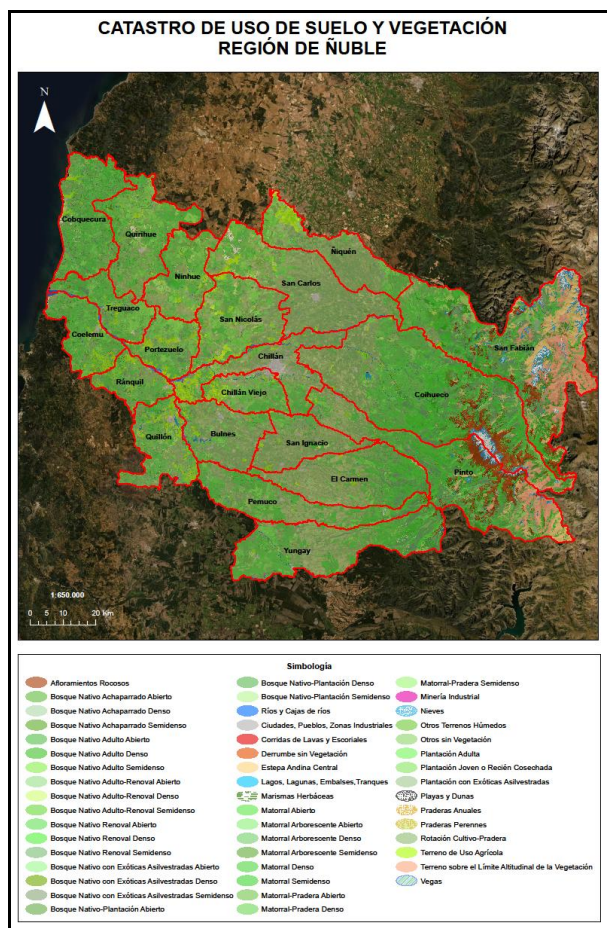 CATASTRO DE USO DE SUELO Y VEGETACIÓN
REGIÓN DE ÑUBLE
N
Cobquecura
Quirihue
Ñiquén
Ninhue
San Carlos
Treguaco
San Nicolás
San Fabián
Coelemu
Portezuelo
Chillán
Ránquil
Chillán Viejo
Coihueco
Quillón
Bulnes
San Ignacio
Pinto
El Carmen
Pemuco
Yungay
1:650.000
0 5 10 20 Km
Simbología
Afloramientos Rocosos
Bosque Nativo Achaparrado Abierto
Bosque Nativo Achaparrado Denso
Bosque Nativo Achaparrado Semidenso
Bosque Nativo Adulto Abierto
Bosque Nativo Adulto Denso
Bosque Nativo Adulto Semidenso
Bosque Nativo Adulto-Renoval Abierto
Bosque Nativo Adulto-Renoval Denso
Bosque Nativo Adulto-Renoval Semidenso
Bosque Nativo Renoval Abierto
Bosque Nativo Renoval Denso
Bosque Nativo Renoval Semidenso
Bosque Nativo con Exóticas Asilvestradas Abierto
Bosque Nativo con Exóticas Asilvestradas Denso
Bosque Nativo con Exóticas Asilvestradas Semidenso
Bosque Nativo-Plantación Abierto
Bosque Nativo-Plantación Denso
Bosque Nativo-Plantación Semidenso
Ríos y Cajas de ríos
Ciudades, Pueblos, Zonas Industriales
Corridas de Lavas y Escoriales
Derrumbe sin Vegetación
Estepa Andina Central
Lagos, Lagunas, Embalses,Tranques
Marismas Herbáceas
Matorral Abierto
Matorral Arborescente Abierto
Matorral Arborescente Denso
Matorral Arborescente Semidenso
Matorral Denso
Matorral Semidenso
Matorral-Pradera Abierto
Matorral-Pradera Denso
Matorral-Pradera Semidenso
Minería Industrial
Nieves
Otros Terrenos Húmedos
Otros sin Vegetación
Plantación Adulta
Plantación Joven o Recién Cosechada
Plantación con Exóticas Asilvestradas
Playas y Dunas
Praderas Anuales
Praderas Perennes
Rotación Cultivo-Pradera
Terreno de Uso Agrícola
Terreno sobre el Límite Altitudinal de la Vegetación
Vegas